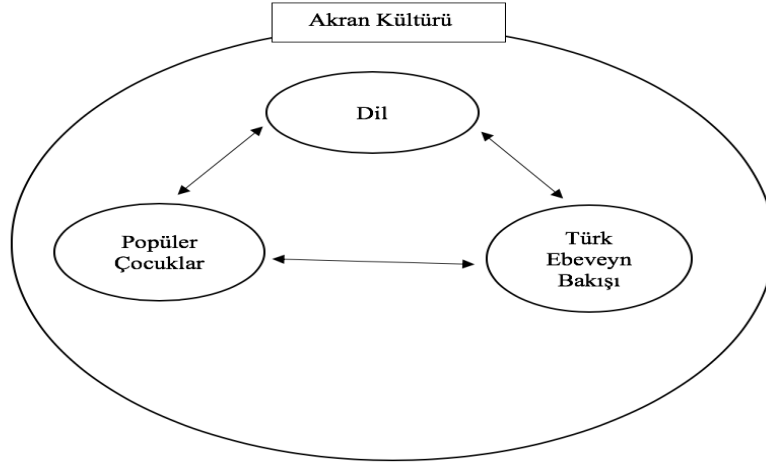 Akran Kültürü
Dil
Popüler
Çocuklar
Türk
Ebeveyn
Bakışı